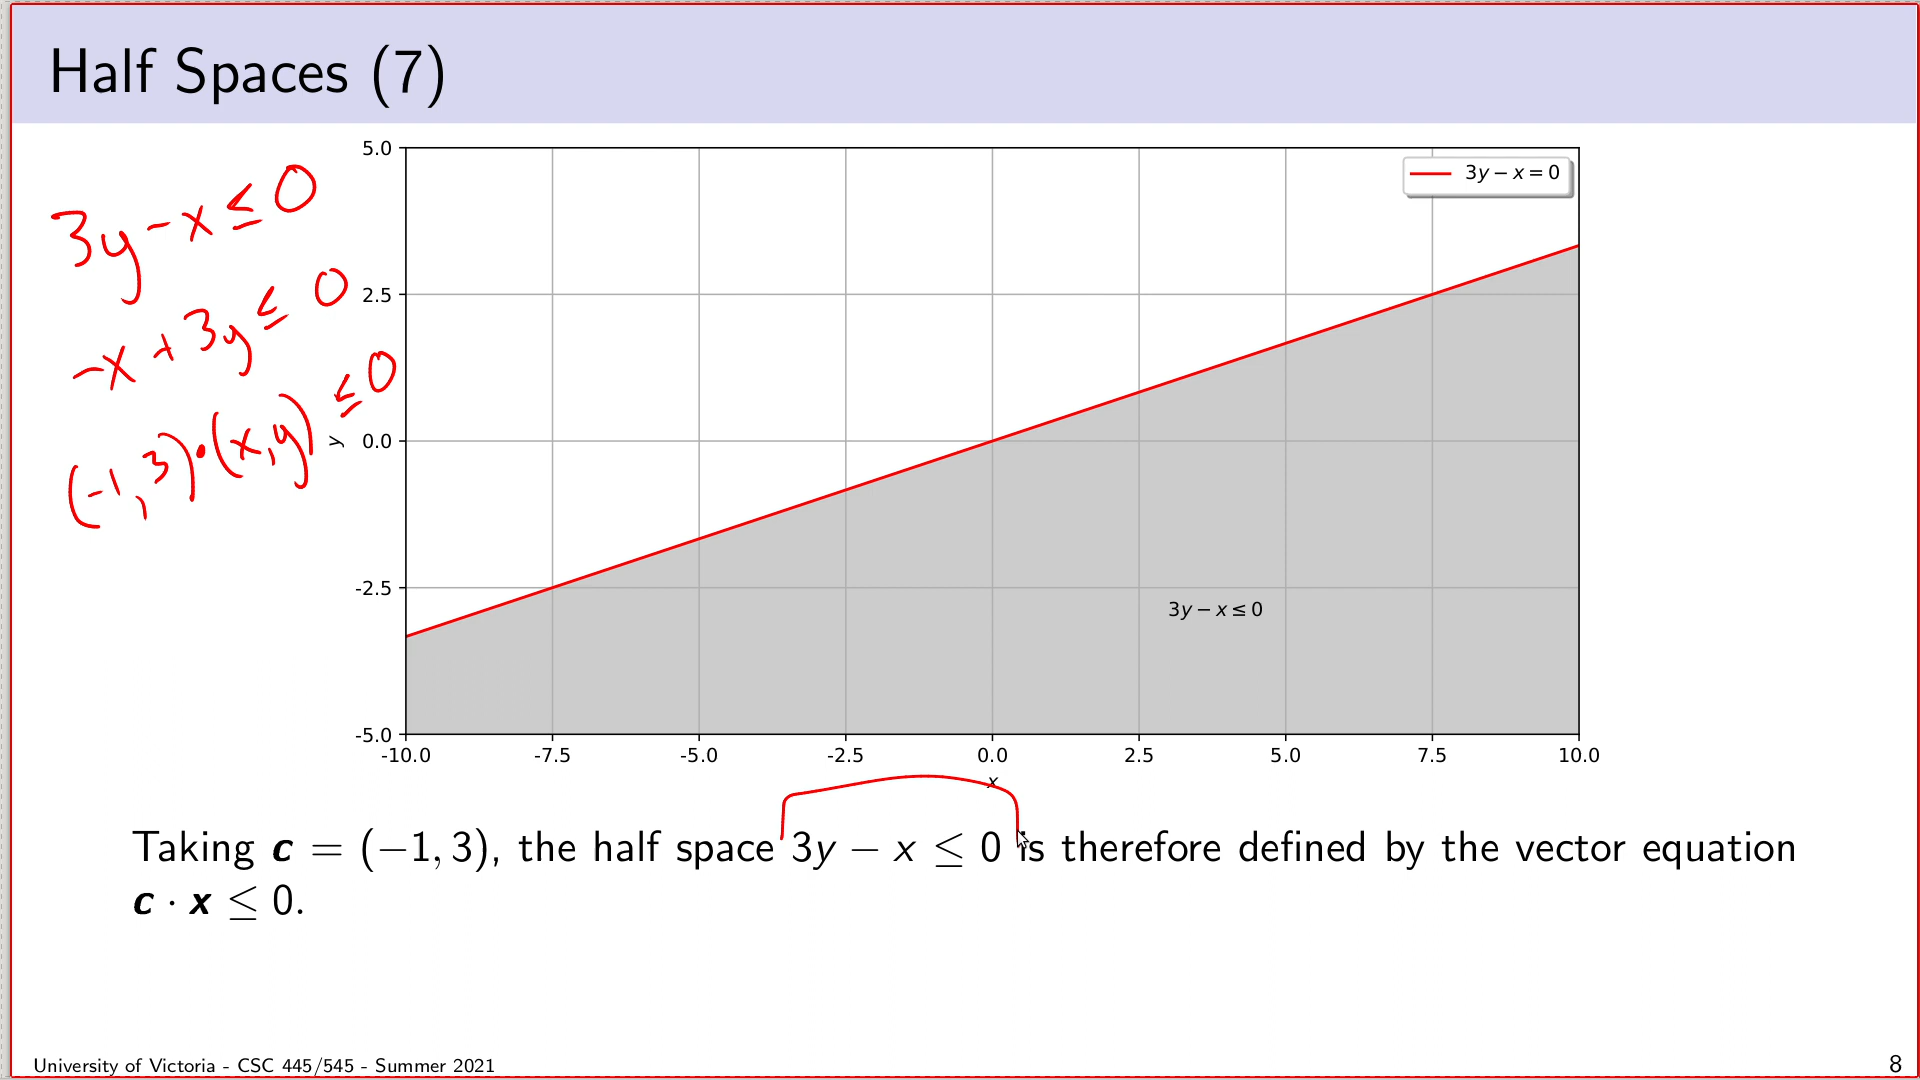 Half Spaces (7)
3y − x ≤ 0
−x + 3y ≤ 0
(−1, 3) • (x, y) ≤ 0
5.0
2.5
0.0
-2.5
-5.0
y
3y − x = 0
3y − x ≤ 0
-10.0 -7.5 -5.0 -2.5 0.0 2.5 5.0 7.5 10.0
x
Taking c = (−1, 3), the half space 3y − x ≤ 0 is therefore defined by the vector equation
c · x ≤ 0.
University of Victoria - CSC 445/545 - Summer 2021
8